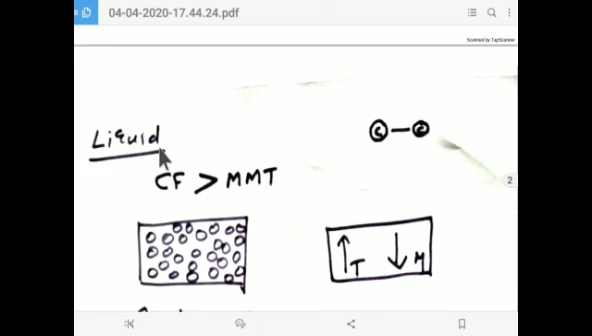 04-04-2020-17.44.24.pdf
Scanned by TapScanner
Liquid
CF > MMT
↑T ↓M
2